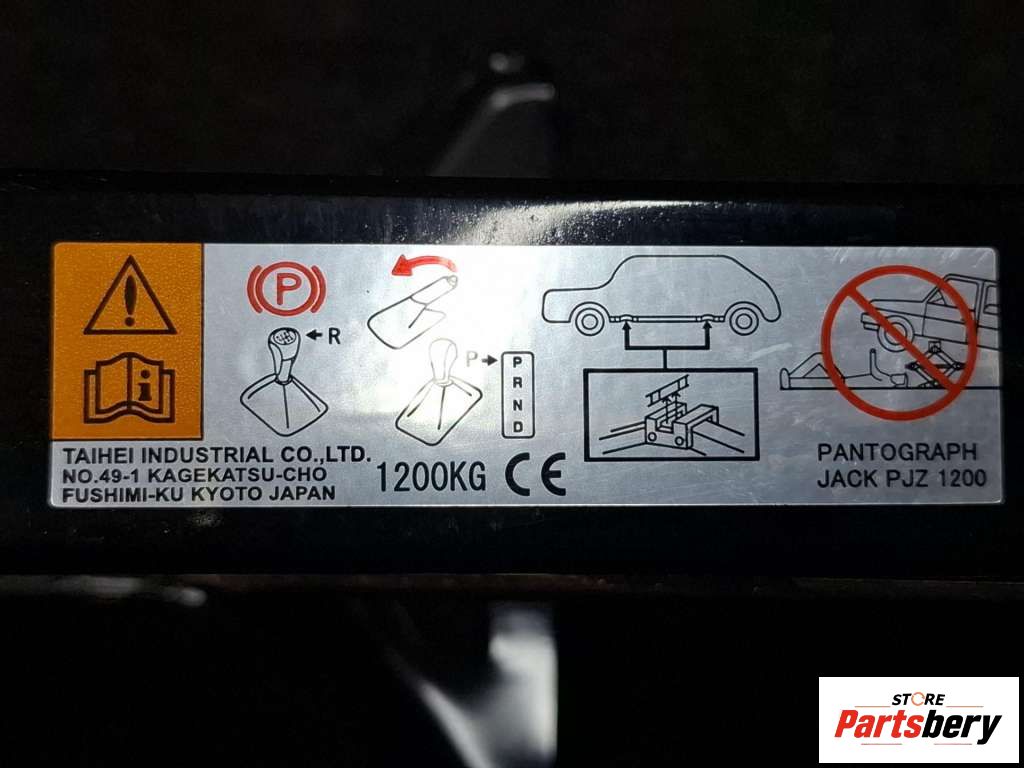 P
R
P
P
R
N
D
TAIHEI INDUSTRIAL CO.,LTD.
NO.49-1 KAGEKATSU-CHO
FUSHIMI-KU KYOTO JAPAN
1200KG CE
PANTOGRAPH
JACK PJZ 1200
STORE
Partsbery